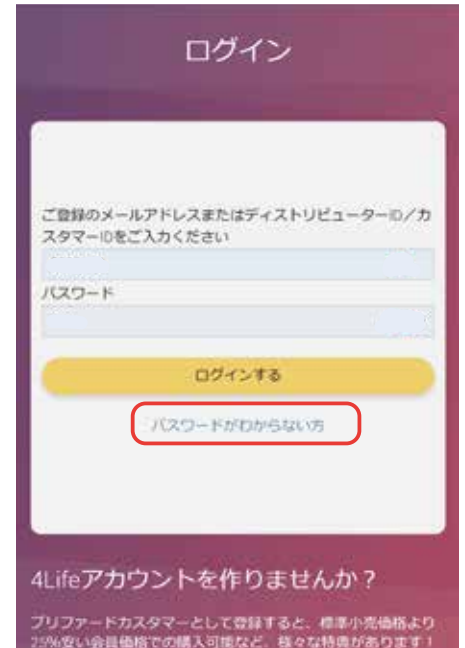 ログイン
ご登録のメールアドレスまたはディストリビューターID／カ
スタマーIDをご入力ください
パスワード
ログインする
パスワードがわからない方
4Lifeアカウントを作りませんか？
プリファードカスタマーとして登録すると、標準小売価格より
25%安い会員価格での購入可能など、様々な特典があります！